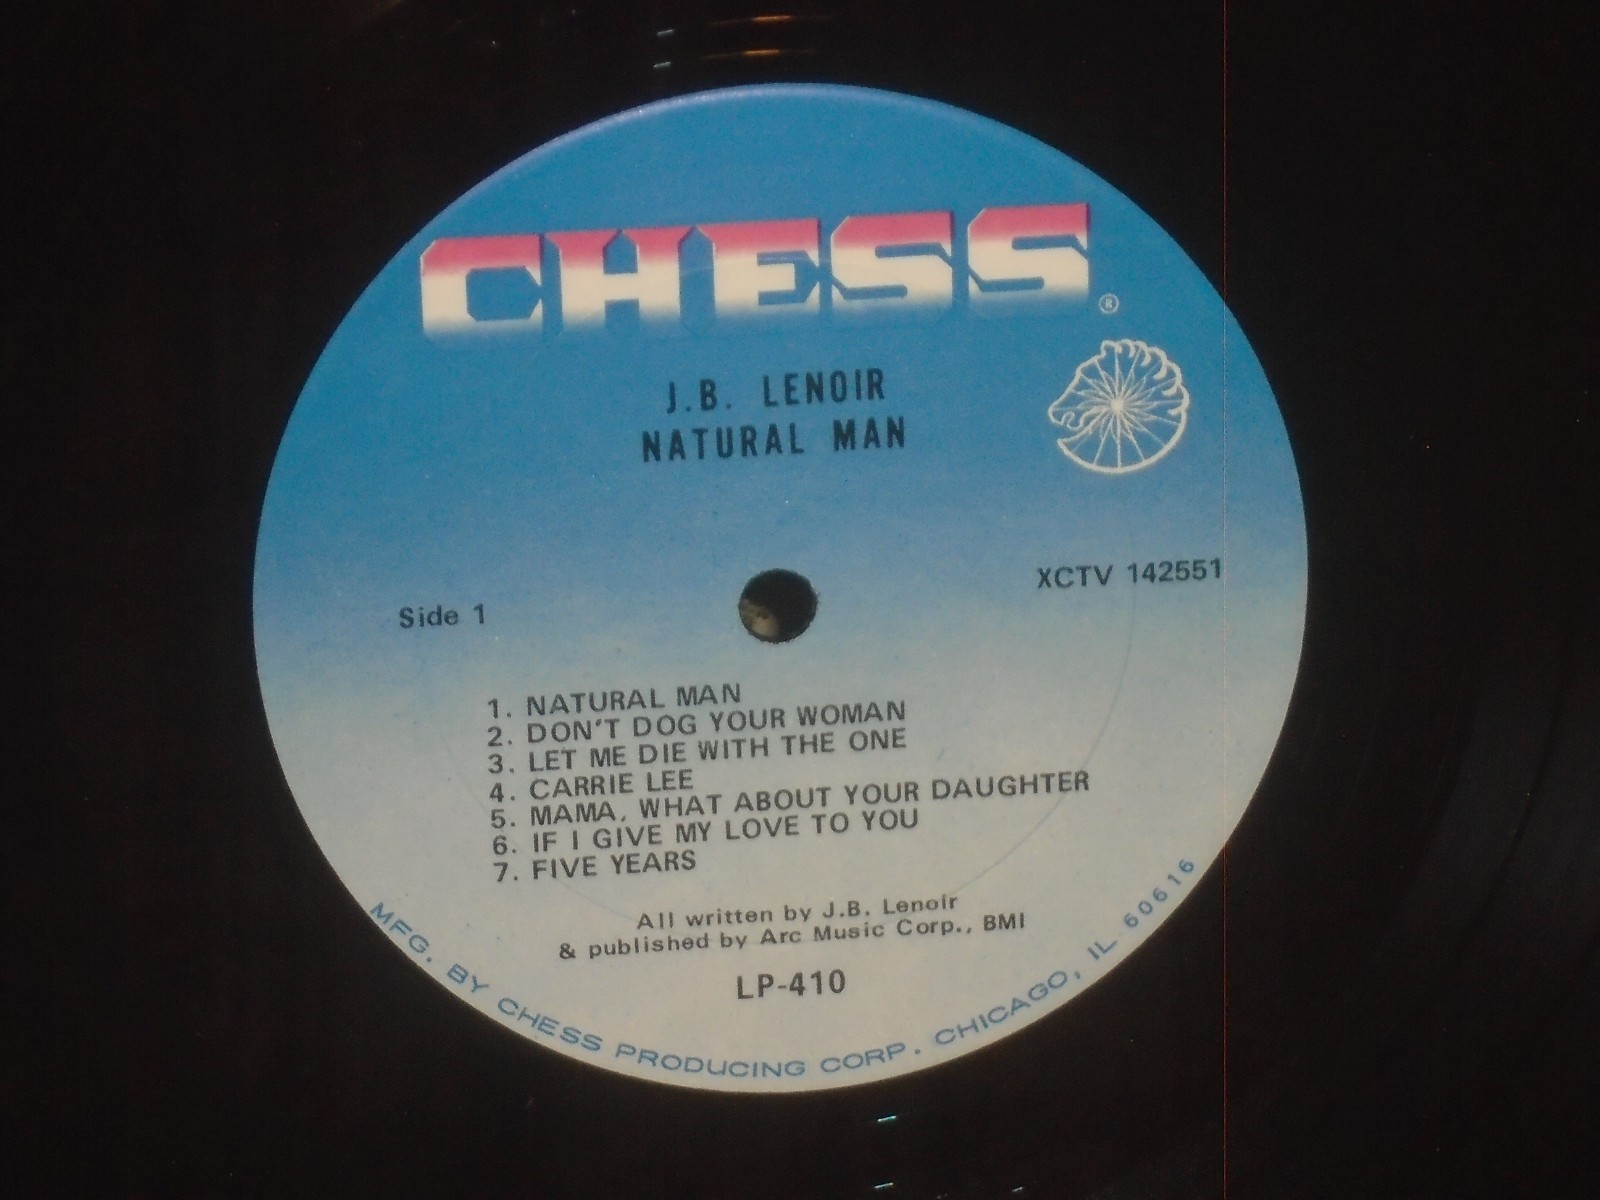 CHESS ®
J.B. LENOIR
NATURAL MAN
XCTV 142551
Side 1
1. NATURAL MAN
2. DON'T DOG YOUR WOMAN
3. LET ME DIE WITH THE ONE
4. CARRIE LEE
5. MAMA, WHAT ABOUT YOUR DAUGHTER
6. IF I GIVE MY LOVE TO YOU
7. FIVE YEARS
All written by J.B. Lenoir
& published by Arc Music Corp., BMI
LP-410
MFG. BY CHESS PRODUCING CORP. CHICAGO, IL 60616